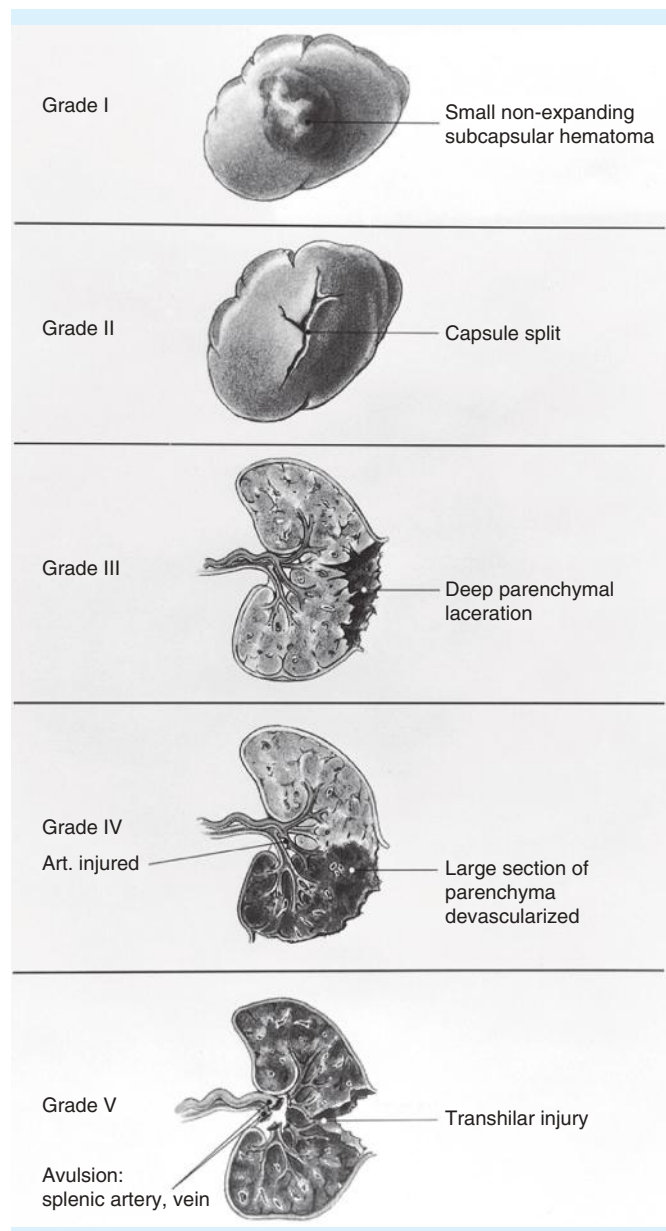 Grade I
Small non-expanding
subcapsular hematoma
Grade II
Capsule split
Grade III
Deep parenchymal
laceration
Grade IV
Art. injured
Large section of
parenchyma
devascularized
Grade V
Transhilar injury
Avulsion:
splenic artery, vein